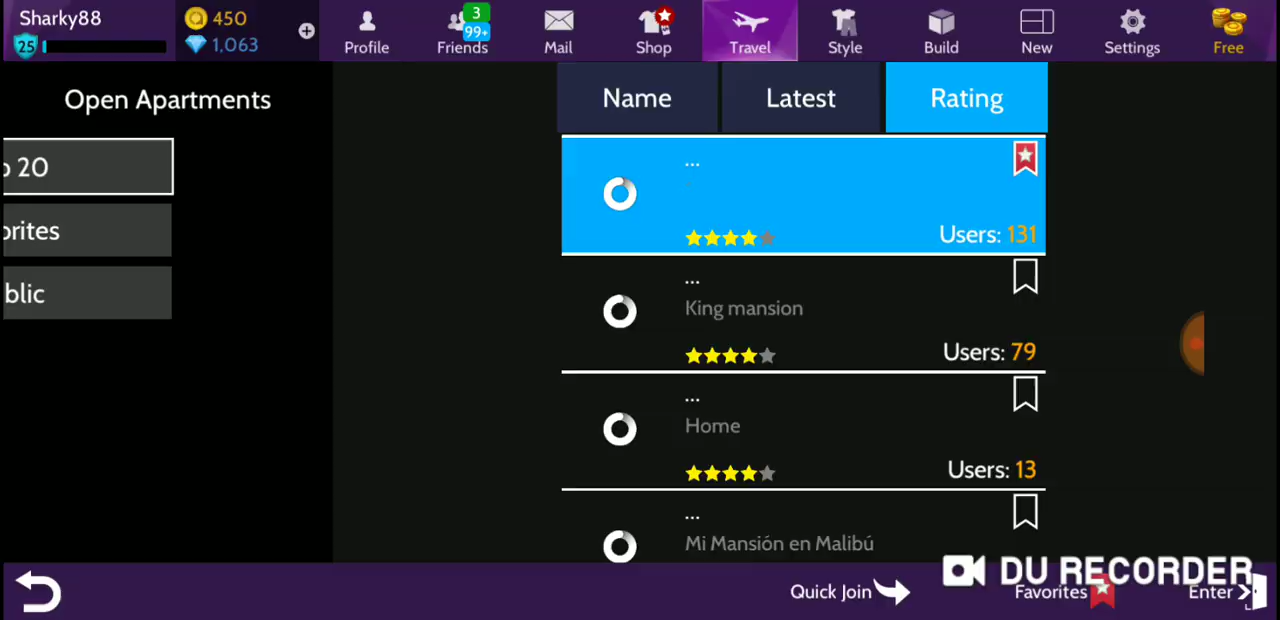 Sharky88
25
450
1,063
Profile
3
99+
Friends
Mail
Shop
Travel
Style
Build
New
Settings
Free
Open Apartments
20
Name
Latest
Rating
...
Users: 131
...
King mansion
Users: 79
...
Home
Users: 13
...
Mi Mansión en Malibú
Quick Join
DU RECORDER
Favorites
Enter